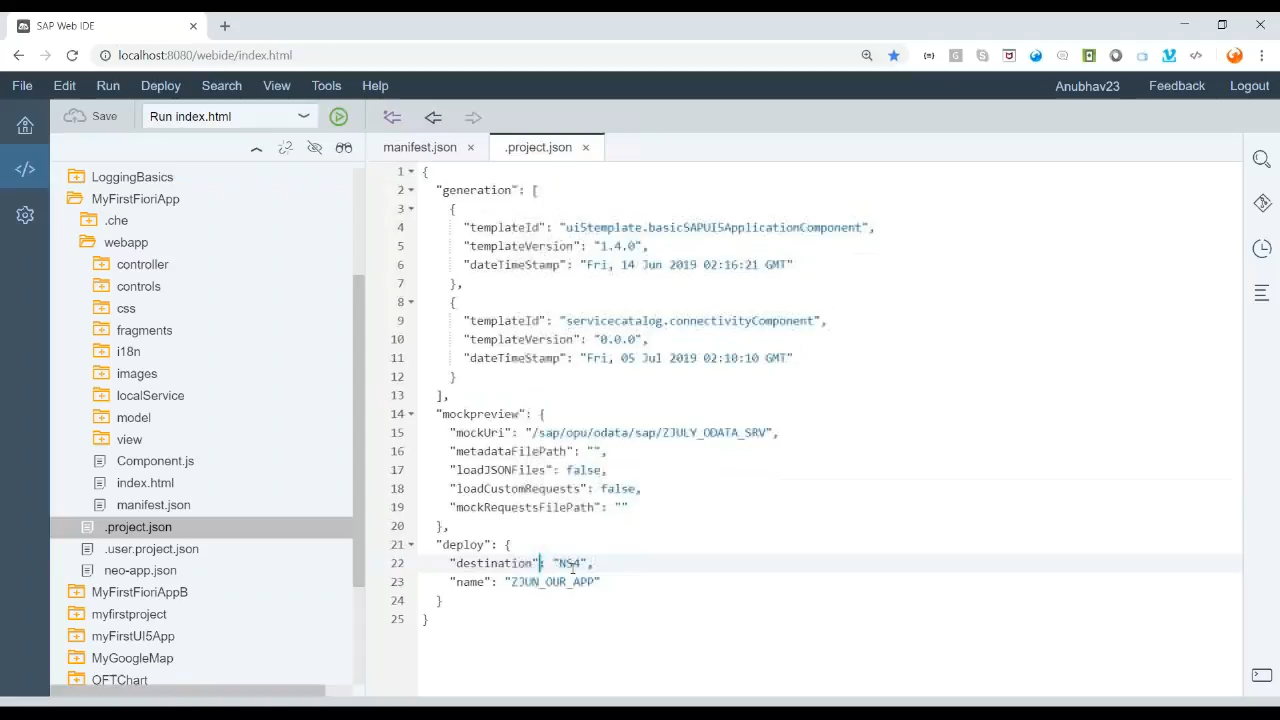 SAP Web IDE
localhost:8080/webide/index.html
File Edit Run Deploy Search View Tools Help Anubhav23 Feedback Logout
Save Run index.html
manifest.json .project.json
LoggingBasics
MyFirstFioriApp
.che
webapp
controller
controls
css
fragments
i18n
images
localService
model
view
Component.js
index.html
manifest.json
.project.json
.user.project.json
neo-app.json
MyFirstFioriAppB
myfirstproject
myFirstUI5App
MyGoogleMap
OFTChart
1 {
2 "generation": [
3 {
4 "templateId": "ui5template.basicSAPUI5ApplicationComponent",
5 "templateVersion": "1.4.0",
6 "dateTimeStamp": "Fri, 14 Jun 2019 02:16:21 GMT"
7 },
8 {
9 "templateId": "servicecatalog.connectivityComponent",
10 "templateVersion": "0.0.0",
11 "dateTimeStamp": "Fri, 05 Jul 2019 02:10:10 GMT"
12 }
13 ],
14 "mockpreview": {
15 "mockUri": "/sap/opu/odata/sap/ZJULY_ODATA_SRV",
16 "metadataFilePath": "",
17 "loadJSONFiles": false,
18 "loadCustomRequests": false,
19 "mockRequestsFilePath": ""
20 },
21 "deploy": {
22 "destination": "NS4",
23 "name": "ZJUN_OUR_APP"
24 }
25 }